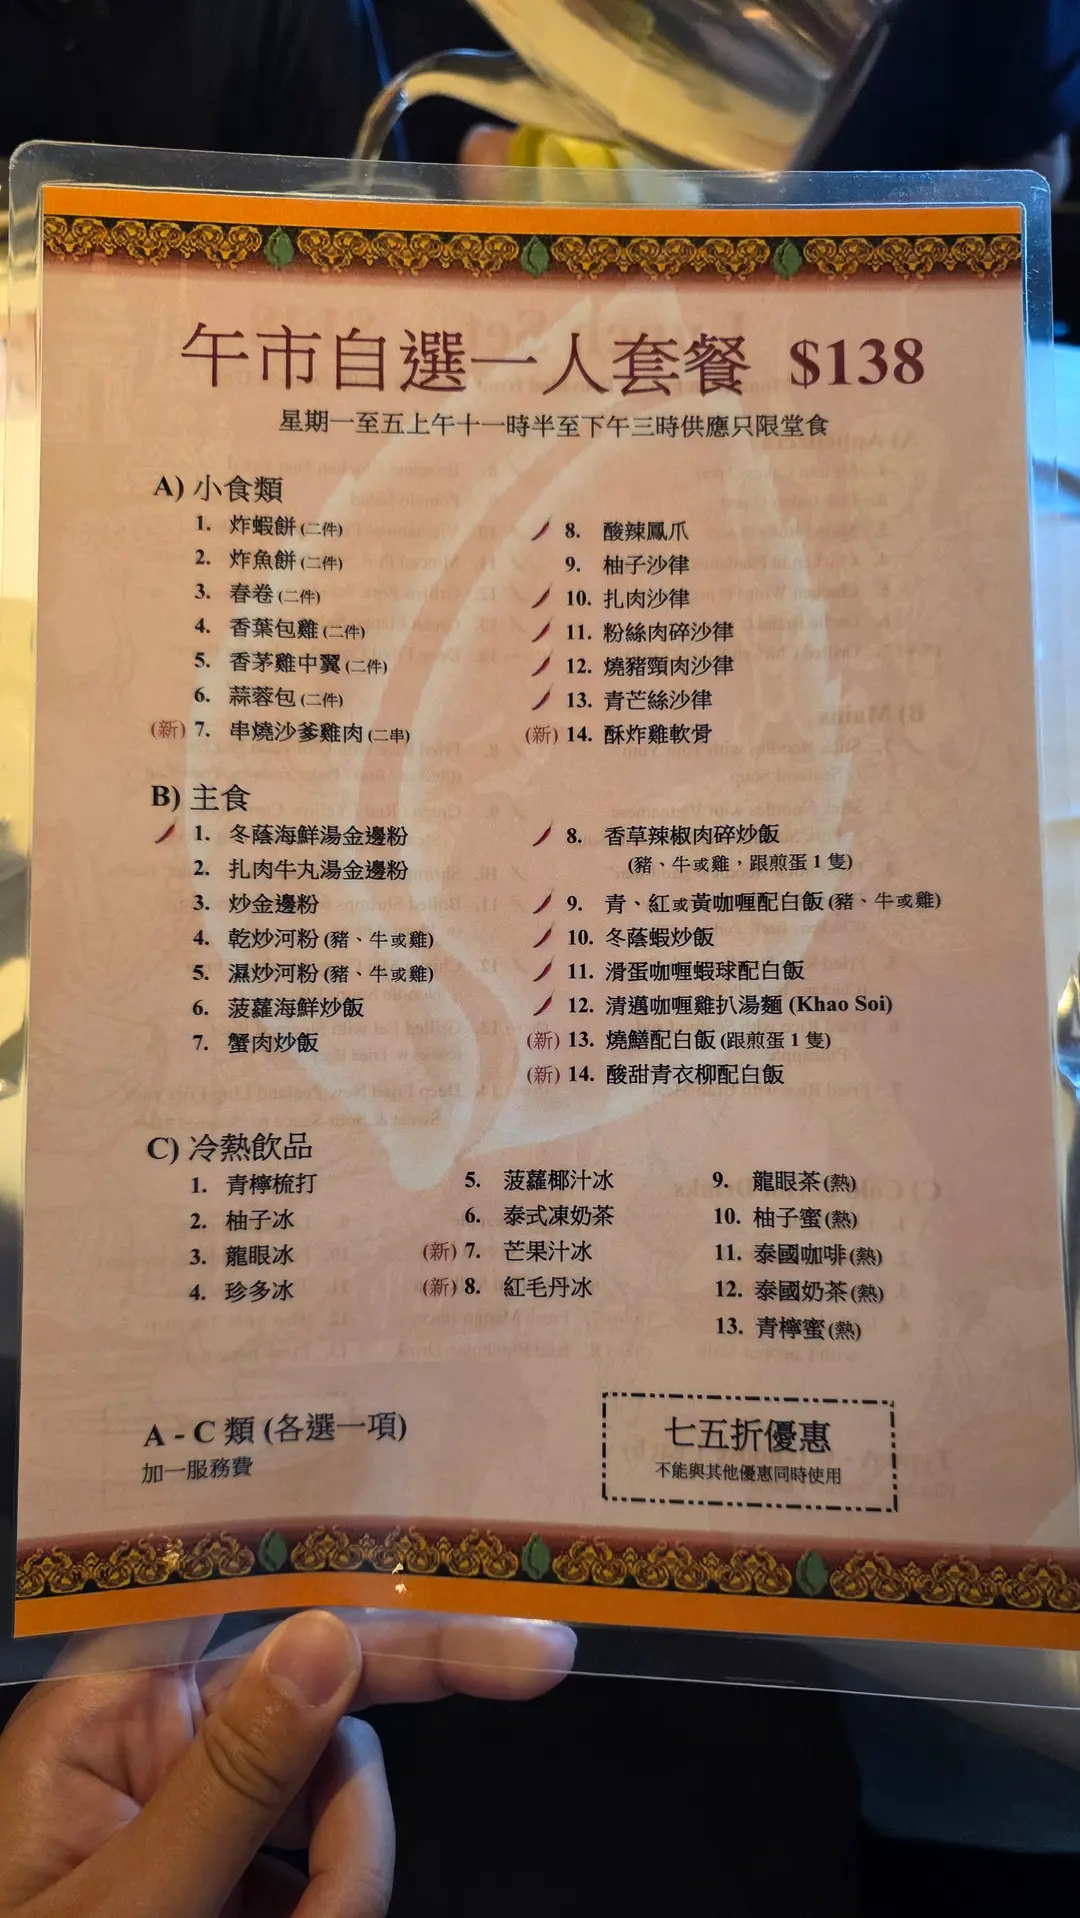 午市自選一人套餐 $138
星期一至五上午十一時半至下午三時供應只限堂食
A) 小食類
1. 炸蝦餅 (二件)
2. 炸魚餅 (二件)
3. 春卷 (二件)
4. 香葉包雞 (二件)
5. 香茅雞中翼 (二件)
6. 蒜蓉包 (二件)
(新) 7. 串燒沙爹雞肉 (二串)
8. 酸辣鳳爪
9. 柚子沙律
10. 扎肉沙律
11. 粉絲肉碎沙律
12. 燒豬頸肉沙律
13. 青芒絲沙律
(新) 14. 酥炸雞軟骨
B) 主食
1. 冬蔭海鮮湯金邊粉
2. 扎肉牛丸湯金邊粉
3. 炒金邊粉
4. 乾炒河粉 (豬、牛或雞)
5. 濕炒河粉 (豬、牛或雞)
6. 菠蘿海鮮炒飯
7. 蟹肉炒飯
8. 香草辣椒肉碎炒飯
(豬、牛或雞，跟煎蛋 1 隻)
9. 青、紅或黃咖喱配白飯 (豬、牛或雞)
10. 冬蔭蝦炒飯
11. 滑蛋咖喱蝦球配白飯
12. 清邁咖喱雞扒湯麵 (Khao Soi)
(新) 13. 燒鱔配白飯 (跟煎蛋 1 隻)
(新) 14. 酸甜青衣柳配白飯
C) 冷熱飲品
1. 青檸梳打
2. 柚子冰
3. 龍眼冰
4. 珍多冰
5. 菠蘿椰汁冰
6. 泰式凍奶茶
(新) 7. 芒果汁冰
(新) 8. 紅毛丹冰
9. 龍眼茶 (熱)
10. 柚子蜜 (熱)
11. 泰國咖啡 (熱)
12. 泰國奶茶 (熱)
13. 青檸蜜 (熱)
A - C 類 (各選一項)
加一服務費
七五折優惠
不能與其他優惠同時使用